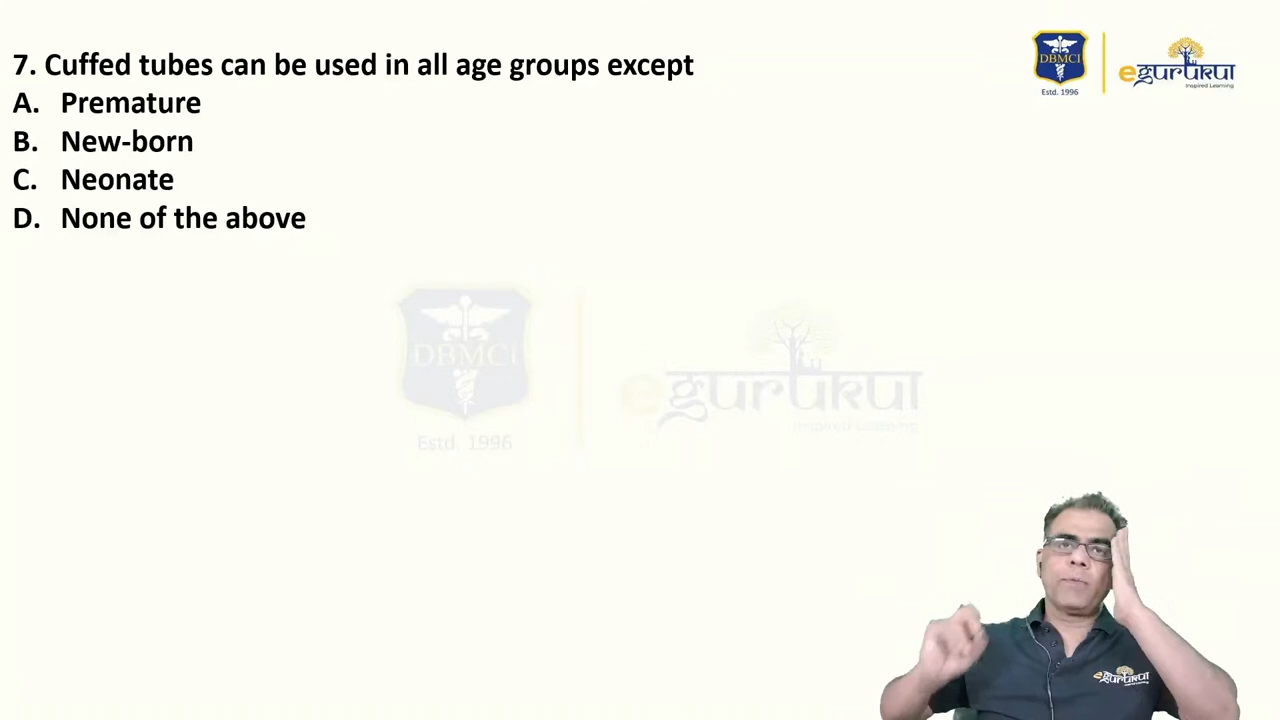 7. Cuffed tubes can be used in all age groups except
A. Premature
B. New-born
C. Neonate
D. None of the above
DBMCI
Estd. 1996
egurukul
Inspired Learning
DBMCI
Estd. 1996
egurukul
Inspired Learning
egurukul